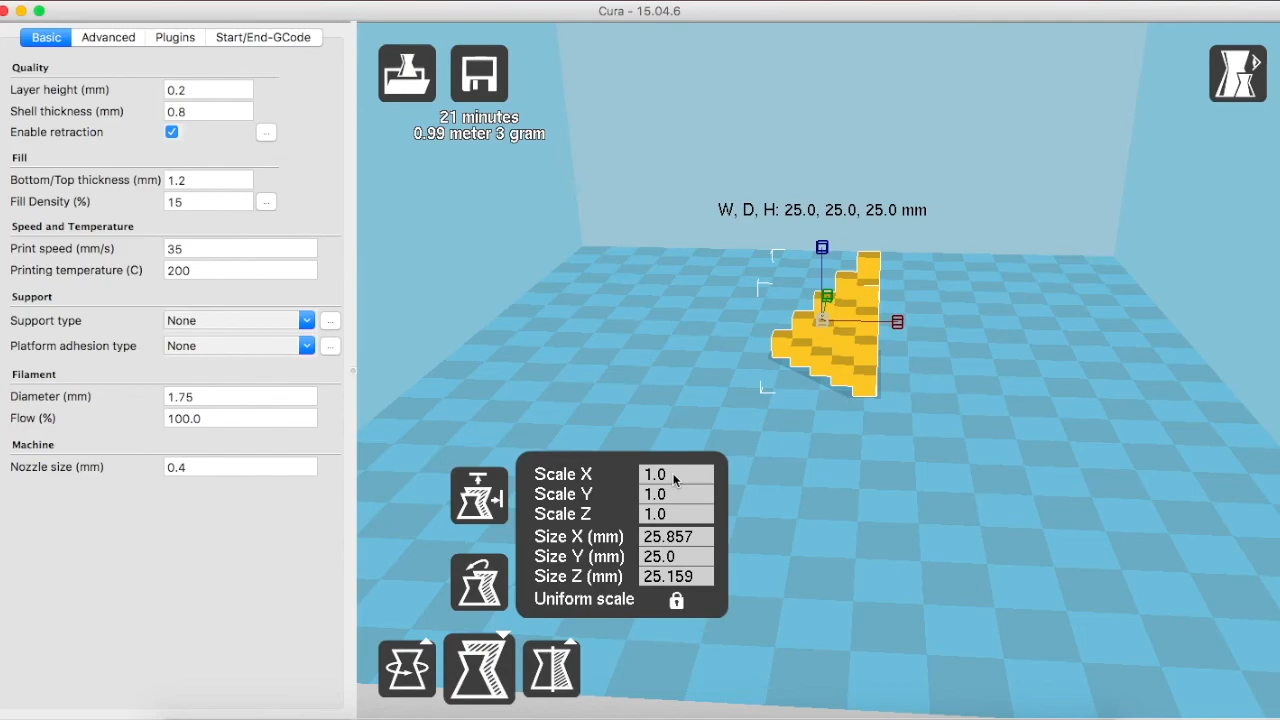 Cura - 15.04.6
Basic Advanced Plugins Start/End-GCode
Quality
Layer height (mm) 0.2
Shell thickness (mm) 0.8
Enable retraction ...
Fill
Bottom/Top thickness (mm) 1.2
Fill Density (%) 15 ...
Speed and Temperature
Print speed (mm/s) 35
Printing temperature (C) 200
Support
Support type None ...
Platform adhesion type None ...
Filament
Diameter (mm) 1.75
Flow (%) 100.0
Machine
Nozzle size (mm) 0.4
21 minutes
0.99 meter 3 gram
W, D, H: 25.0, 25.0, 25.0 mm
Scale X 1.0
Scale Y 1.0
Scale Z 1.0
Size X (mm) 25.857
Size Y (mm) 25.0
Size Z (mm) 25.159
Uniform scale